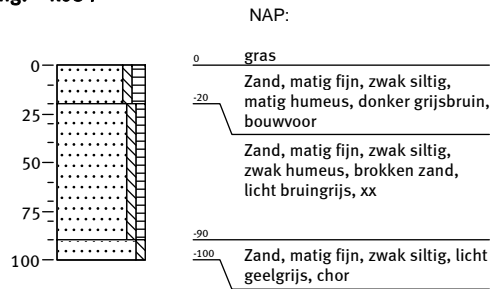 NAP:
0
25
50
75
100
0 gras
Zand, matig fijn, zwak siltig,
matig humeus, donker grijsbruin,
bouwvoor
-20
Zand, matig fijn, zwak siltig,
zwak humeus, brokken zand,
licht bruingrijs, xx
-90
-100
Zand, matig fijn, zwak siltig, licht
geelgrijs, chor